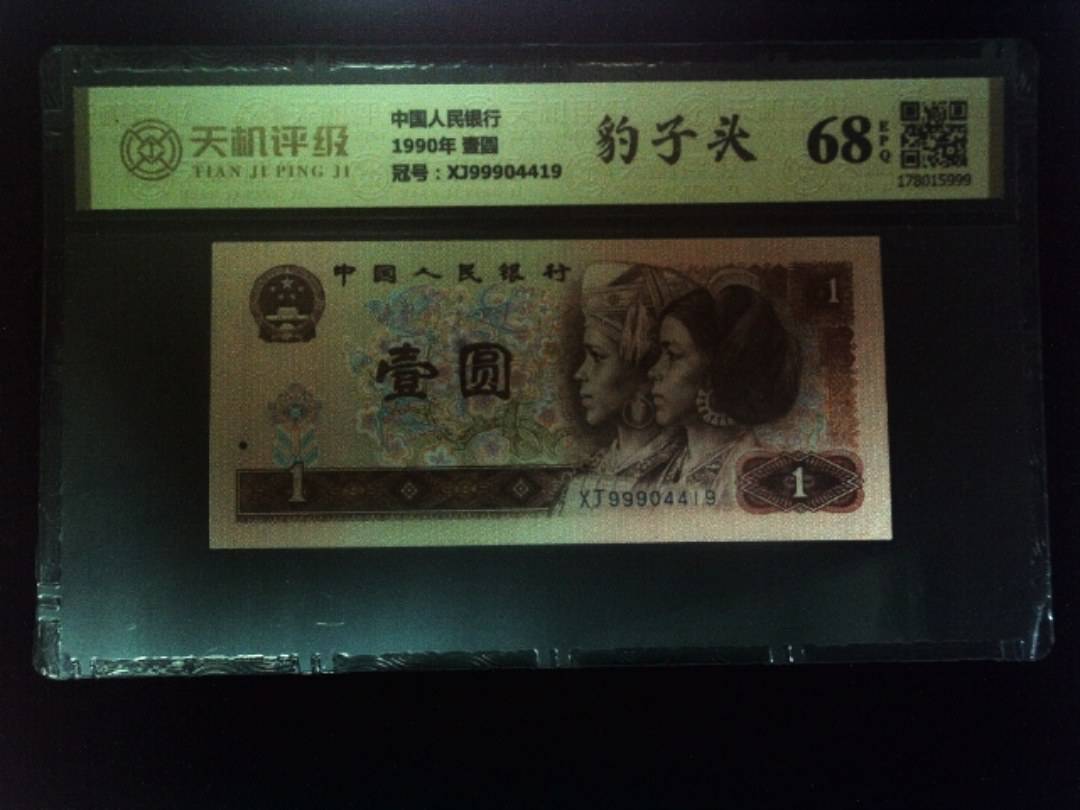 天机评级
TIAN JI PING JI
中国人民银行
1990年 壹圆
冠号：XJ99904419
豹子头
68
EPQ
178015999
中国人民银行
1
壹圆
1
XJ99904419
1